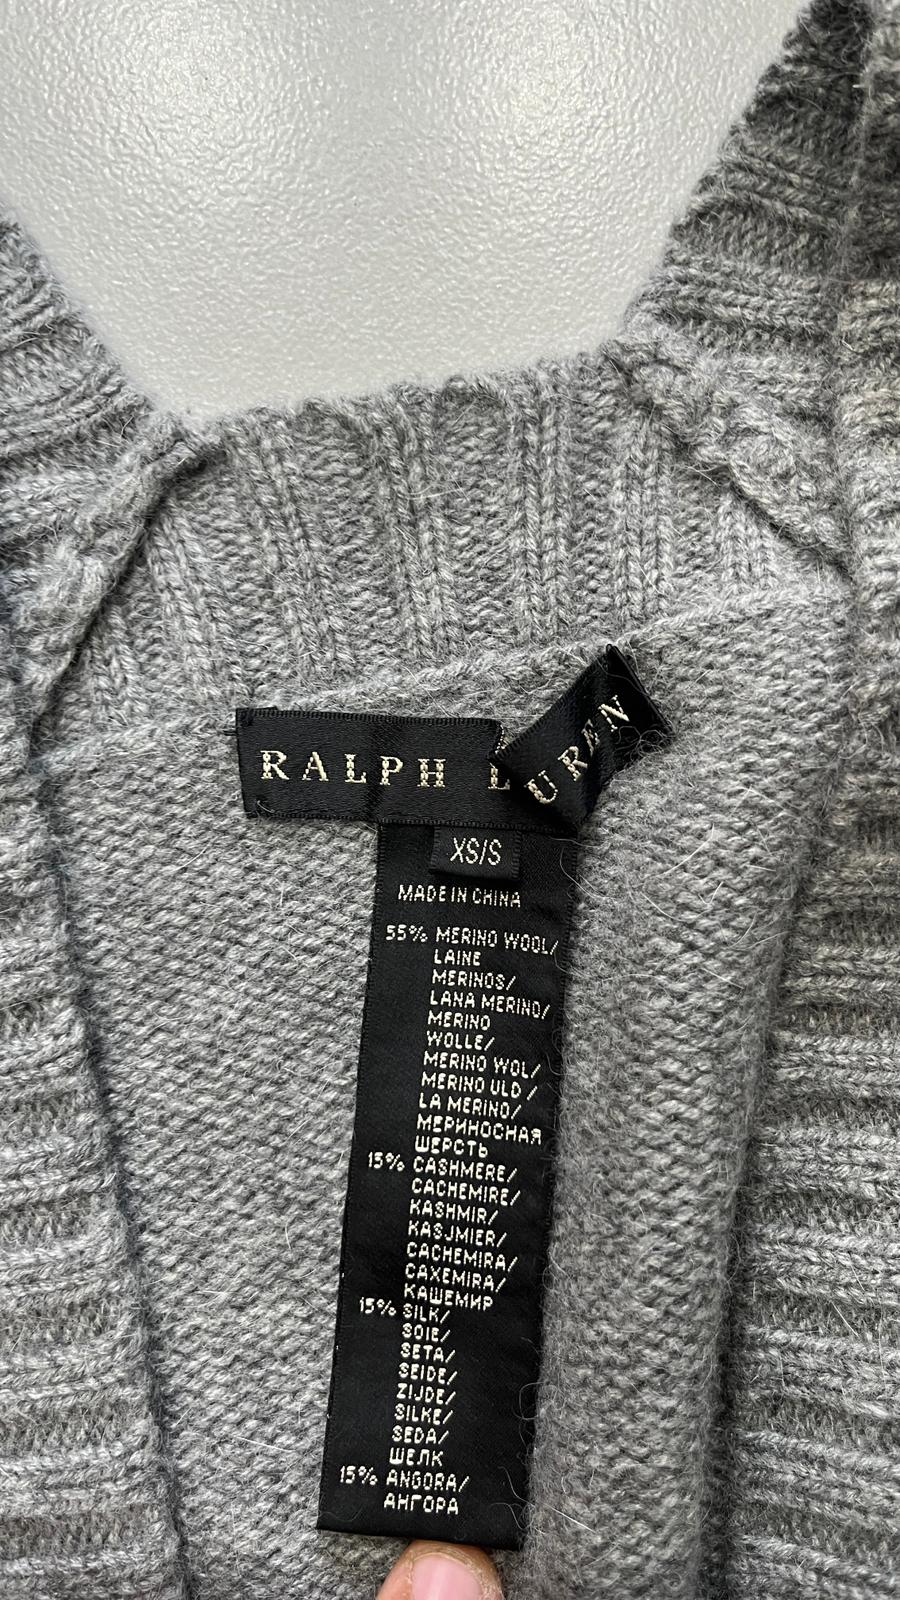 RALPH LAUREN
XS/S
MADE IN CHINA
55% MERINO WOOL/
LAINE
MERINOS/
LANA MERINO/
MERINO
WOLLE/
MERINO WOL/
MERINO ULD /
LA MERINO/
МЕРИНОСНАЯ
ШЕРСТЬ
15% CASHMERE/
CACHEMIRE/
KASHMIR/
KASJMIER/
CACHEMIRA/
CAXEMIRA/
КАШЕМИР
15% SILK/
SOIE/
SETA/
SEIDE/
ZIJDE/
SILKE/
SEDA/
ШЕЛК
15% ANGORA/
АНГОРА